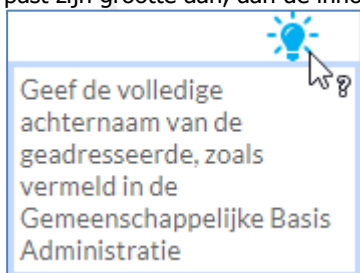 past zijn grootte aan, aan de
Geef de volledige
achternaam van de
geadresseerde, zoals
vermeld in de
Gemeenschappelijke Basis
Administratie